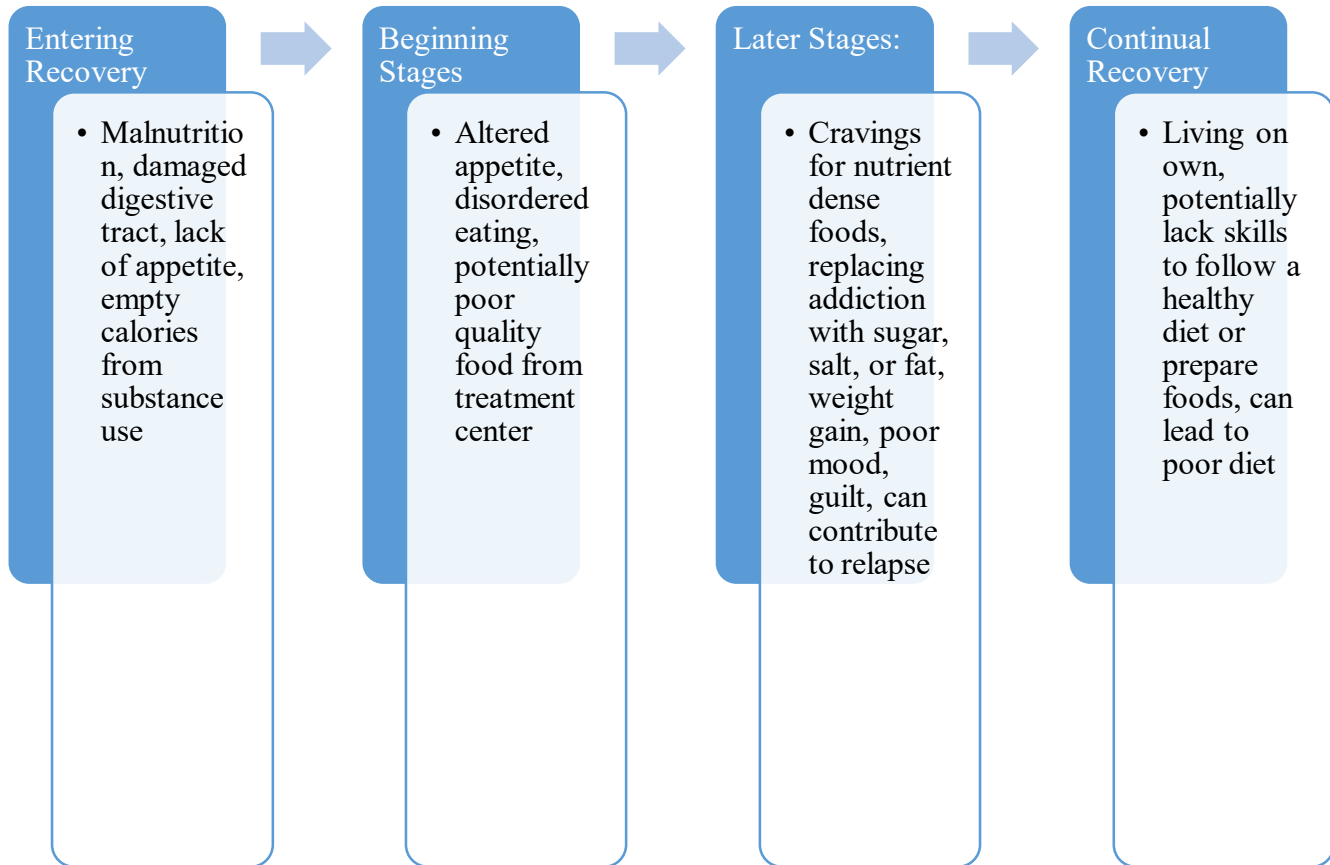 Entering
Recovery
• Malnutritio
n, damaged
digestive
tract, lack
of appetite,
empty
calories
from
substance
use
Beginning
Stages
• Altered
appetite,
disordered
eating,
potentially
poor
quality
food from
treatment
center
Later Stages:
• Cravings
for nutrient
dense
foods,
replacing
addiction
with sugar,
salt, or fat,
weight
gain, poor
mood,
guilt, can
contribute
to relapse
Continual
Recovery
• Living on
own,
potentially
lack skills
to follow a
healthy
diet or
prepare
foods, can
lead to
poor diet